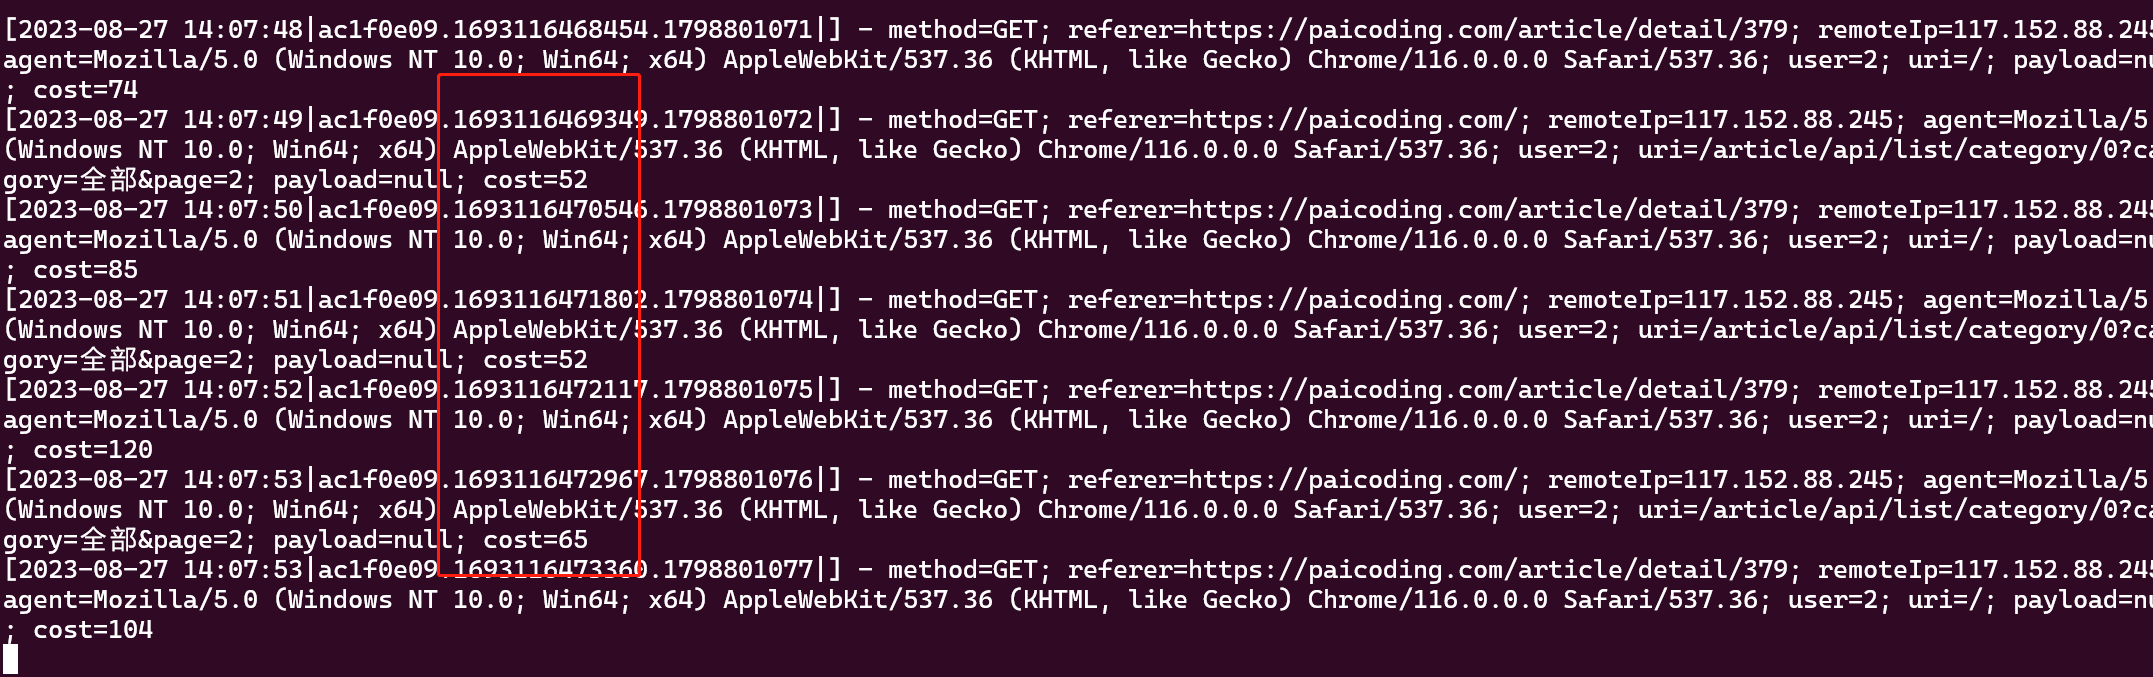 [2023-08-27 14:07:48|ac1f0e09.1693116468454.1798801071|] - method=GET; referer=https://paicoding.com/article/detail/379; remoteIp=117.152.88.245
agent=Mozilla/5.0 (Windows NT 10.0; Win64; x64) AppleWebKit/537.36 (KHTML, like Gecko) Chrome/116.0.0.0 Safari/537.36; user=2; uri=/; payload=nu
; cost=74
[2023-08-27 14:07:49|ac1f0e09.1693116469349.1798801072|] - method=GET; referer=https://paicoding.com/; remoteIp=117.152.88.245; agent=Mozilla/5
(Windows NT 10.0; Win64; x64) AppleWebKit/537.36 (KHTML, like Gecko) Chrome/116.0.0.0 Safari/537.36; user=2; uri=/article/api/list/category/0?ca
gory=全部&page=2; payload=null; cost=52
[2023-08-27 14:07:50|ac1f0e09.1693116470546.1798801073|] - method=GET; referer=https://paicoding.com/article/detail/379; remoteIp=117.152.88.245
agent=Mozilla/5.0 (Windows NT 10.0; Win64; x64) AppleWebKit/537.36 (KHTML, like Gecko) Chrome/116.0.0.0 Safari/537.36; user=2; uri=/; payload=nu
; cost=85
[2023-08-27 14:07:51|ac1f0e09.1693116471802.1798801074|] - method=GET; referer=https://paicoding.com/; remoteIp=117.152.88.245; agent=Mozilla/5
(Windows NT 10.0; Win64; x64) AppleWebKit/537.36 (KHTML, like Gecko) Chrome/116.0.0.0 Safari/537.36; user=2; uri=/article/api/list/category/0?ca
gory=全部&page=2; payload=null; cost=52
[2023-08-27 14:07:52|ac1f0e09.1693116472117.1798801075|] - method=GET; referer=https://paicoding.com/article/detail/379; remoteIp=117.152.88.245
agent=Mozilla/5.0 (Windows NT 10.0; Win64; x64) AppleWebKit/537.36 (KHTML, like Gecko) Chrome/116.0.0.0 Safari/537.36; user=2; uri=/; payload=nu
; cost=120
[2023-08-27 14:07:53|ac1f0e09.1693116472967.1798801076|] - method=GET; referer=https://paicoding.com/; remoteIp=117.152.88.245; agent=Mozilla/5
(Windows NT 10.0; Win64; x64) AppleWebKit/537.36 (KHTML, like Gecko) Chrome/116.0.0.0 Safari/537.36; user=2; uri=/article/api/list/category/0?ca
gory=全部&page=2; payload=null; cost=65
[2023-08-27 14:07:53|ac1f0e09.1693116473360.1798801077|] - method=GET; referer=https://paicoding.com/article/detail/379; remoteIp=117.152.88.245
agent=Mozilla/5.0 (Windows NT 10.0; Win64; x64) AppleWebKit/537.36 (KHTML, like Gecko) Chrome/116.0.0.0 Safari/537.36; user=2; uri=/; payload=nu
; cost=104